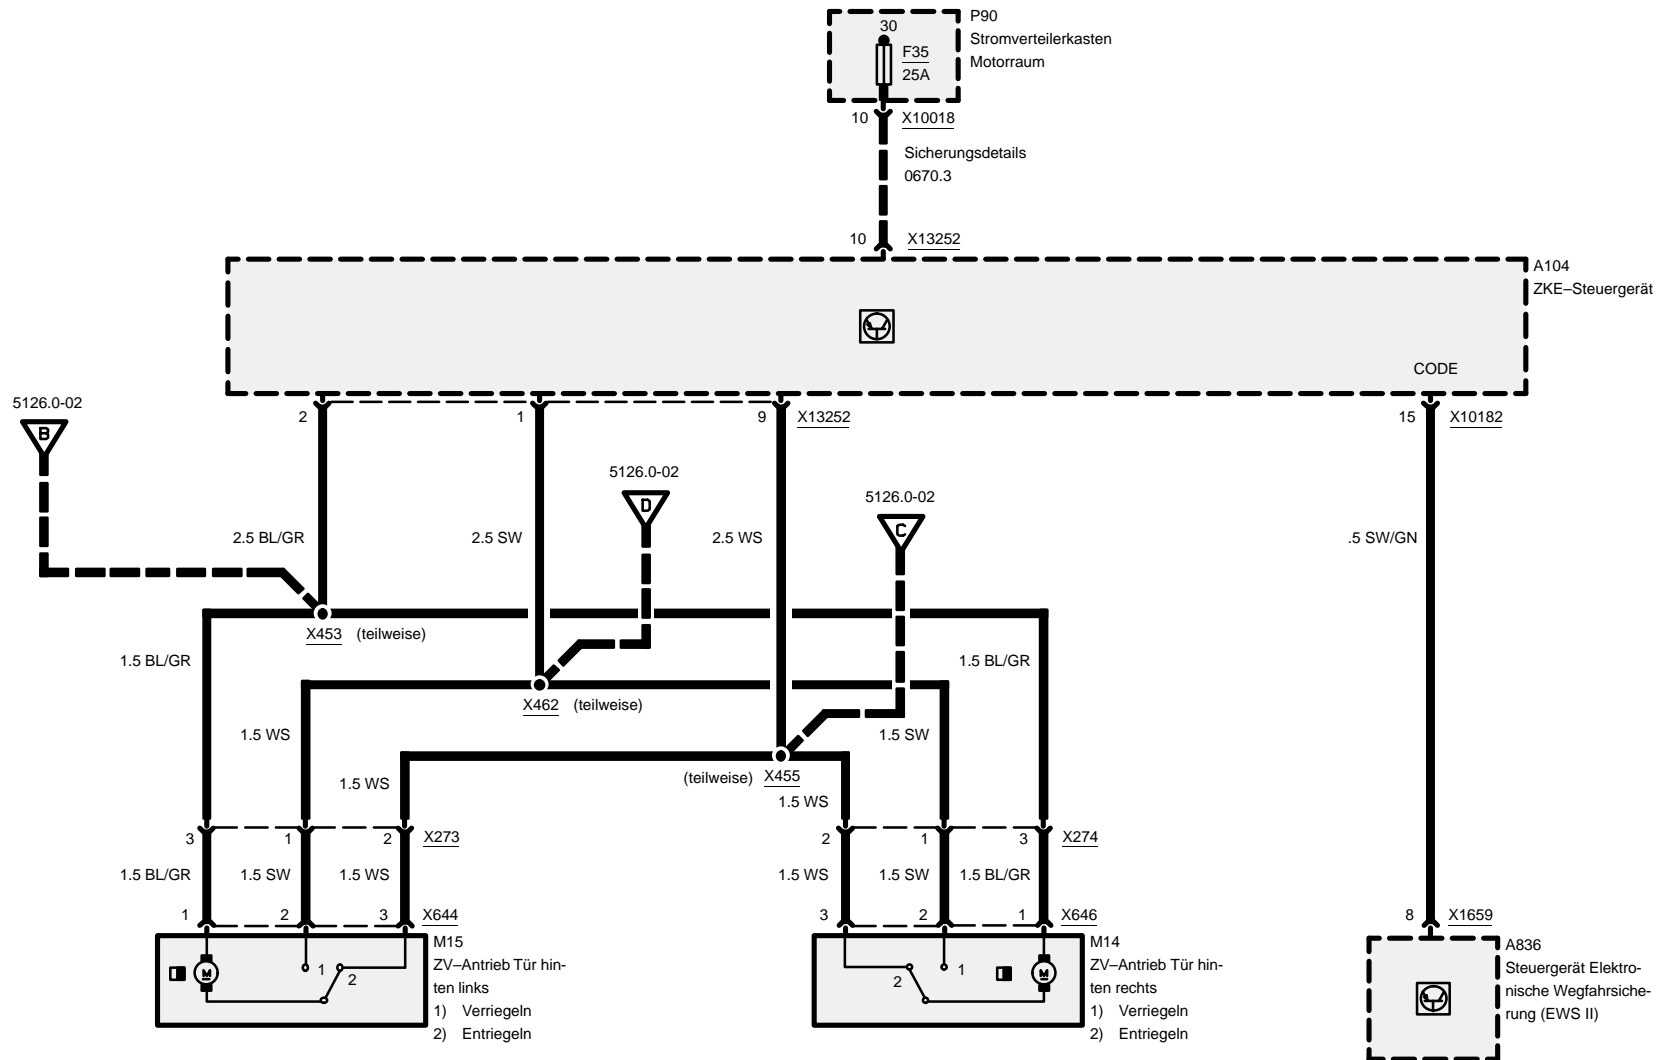 P90
30
Stromverteilerkasten
F35
Motorraum
25A
10 X10018
Sicherungsdetails
0670.3
10 X13252
A104
ZKE–Steuergerät
CODE
5126.0-02
B
2 1 9 X13252 15 X10182
5126.0-02
D
5126.0-02
C
2.5 BL/GR 2.5 SW 2.5 WS .5 SW/GN
X453 (teilweise)
1.5 BL/GR 1.5 BL/GR
X462 (teilweise)
1.5 WS 1.5 SW
(teilweise) X455
1.5 WS
1.5 WS
3 1 2 X273 2 1 3 X274
1.5 BL/GR 1.5 SW 1.5 WS 1.5 WS 1.5 SW 1.5 BL/GR
1 2 3 X644 3 2 1 X646 8 X1659
M15
ZV–Antrieb Tür hin-
ten links
1) Verriegeln
2) Entriegeln
M 1 2
M14
ZV–Antrieb Tür hin-
ten rechts
1) Verriegeln
2) Entriegeln
2 1 M
A836
Steuergerät Elektro-
nische Wegfahrsiche-
rung (EWS II)